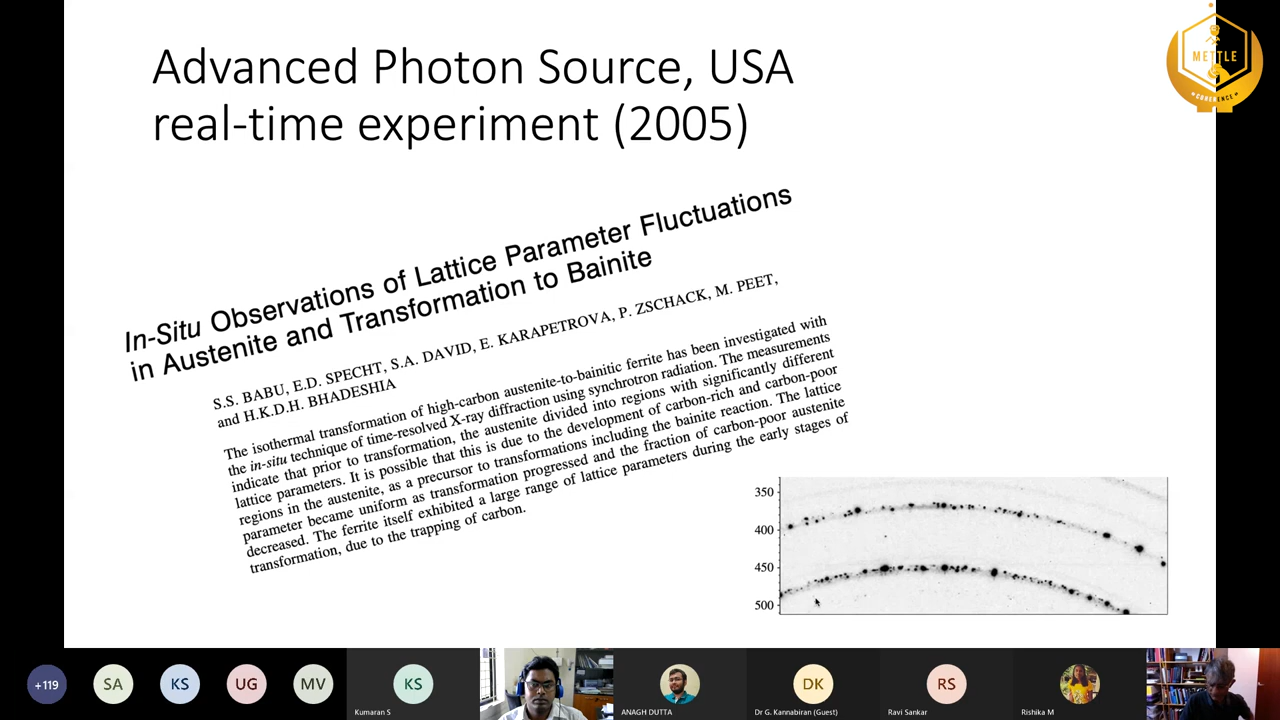 Advanced Photon Source, USA
real-time experiment (2005)
METTLE
COHERENCE
In-Situ Observations of Lattice Parameter Fluctuations
in Austenite and Transformation to Bainite
S.S. BABU, E.D. SPECHT, S.A. DAVID, E. KARAPETROVA, P. ZSCHACK, M. PEET,
and H.K.D.H. BHADESHIA
The isothermal transformation of high-carbon austenite-to-bainitic ferrite has been investigated with
the in-situ technique of time-resolved X-ray diffraction using synchrotron radiation. The measurements
indicate that prior to transformation, the austenite divided into regions with significantly different
lattice parameters. It is possible that this is due to the development of carbon-rich and carbon-poor
regions in the austenite, as a precursor to transformations including the bainite reaction. The lattice
parameter became uniform as transformation progressed and the fraction of carbon-poor austenite
decreased. The ferrite itself exhibited a large range of lattice parameters during the early stages of
transformation, due to the trapping of carbon.
350
400
450
500
+119
SA
KS
UG
MV
KS
DK
RS
Kumaran S
ANAGH DUTTA
Dr G. Kannabiran (Guest)
Ravi Sankar
Rishika M